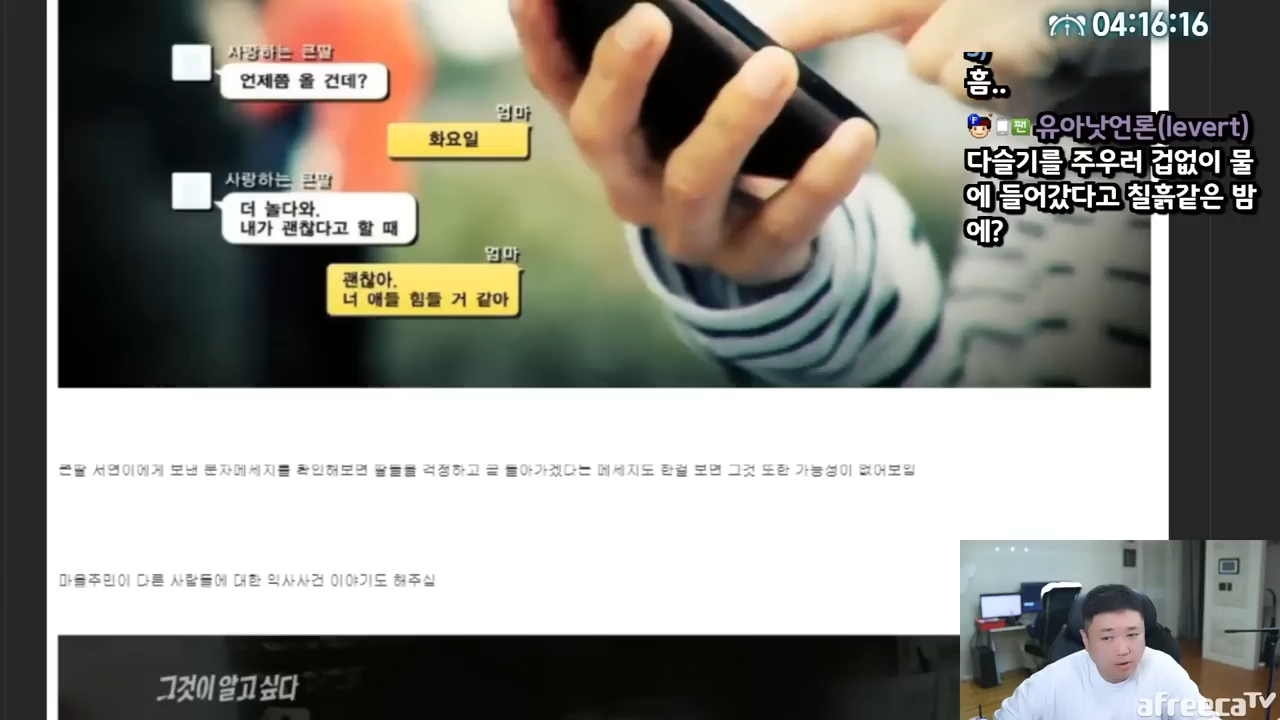 04:16:16
사랑하는 큰딸
언제쯤 올 건데?
엄마
화요일
사랑하는 큰딸
더 놀다와.
내가 괜찮다고 할 때
엄마
괜찮아.
너 애들 힘들 거 같아
흠..
유아낫언론(levert)
다슬기를 주우러 겁없이 물
에 들어갔다고 칠흙같은 밤
에?
큰딸 서연이에게 보낸 문자메세지를 확인해보면 딸들을 걱정하고 곧 돌아가겠다는 메세지도 한걸 보면 그것 또한 가능성이 없어보임
마을주민이 다른 사람들에 대한 익사사건 이야기도 해주심
그것이 알고싶다
afreecaTV